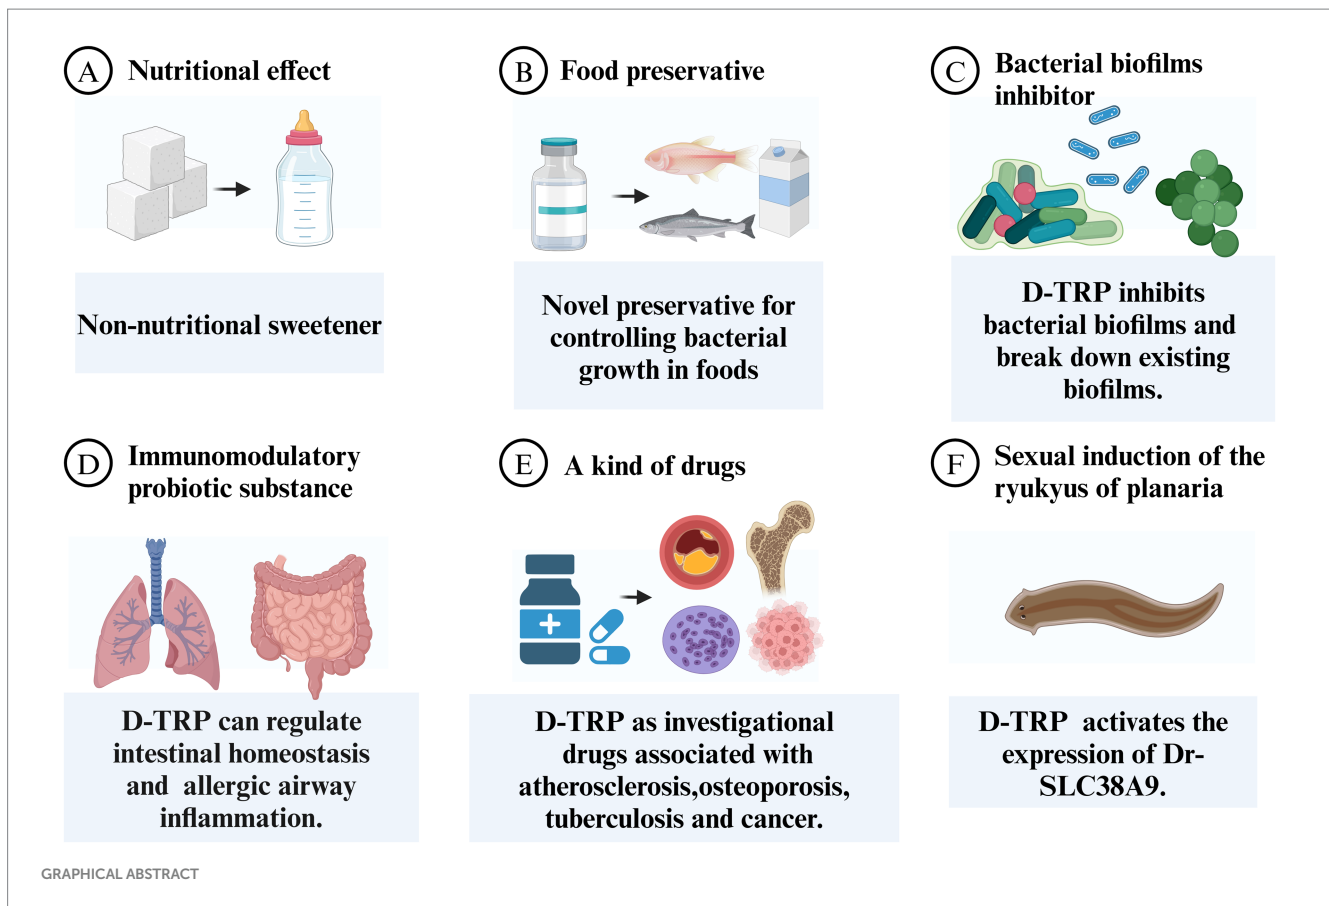 A Nutritional effect
Non-nutritional sweetener
B Food preservative
Novel preservative for
controlling bacterial
growth in foods
C Bacterial biofilms
inhibitor
D-TRP inhibits
bacterial biofilms and
break down existing
biofilms.
D Immunomodulatory
probiotic substance
D-TRP can regulate
intestinal homeostasis
and allergic airway
inflammation.
E A kind of drugs
D-TRP as investigational
drugs associated with
atherosclerosis,osteoporosis,
tuberculosis and cancer.
F Sexual induction of the
ryukyus of planaria
D-TRP activates the
expression of Dr-
SLC38A9.
GRAPHICAL ABSTRACT